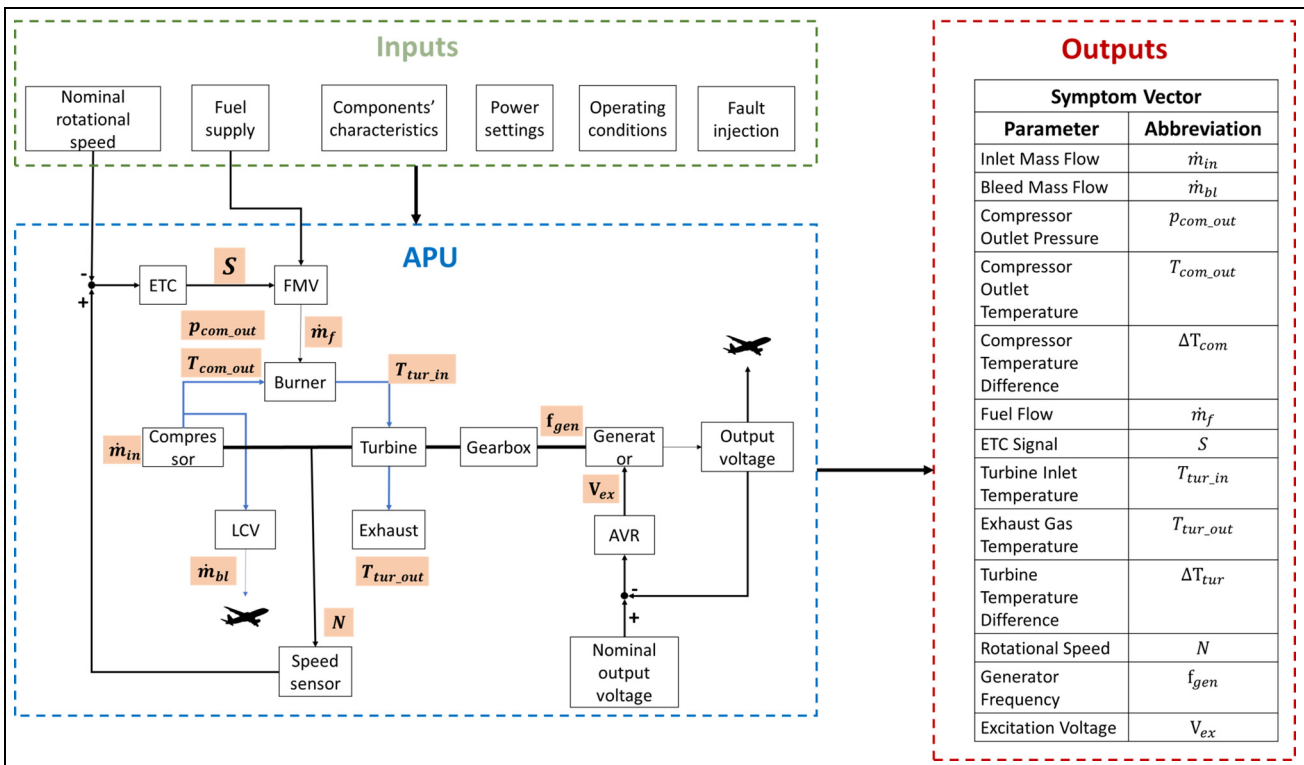 Inputs
Nominal
rotational
speed
Fuel
supply
Components’
characteristics
Power
settings
Operating
conditions
Fault
injection
APU
-
+
ETC
S
FMV
p_com_out
ṁ_f
T_com_out
Burner
T_tur_in
ṁ_in
Compres
sor
Turbine
Gearbox
f_gen
Generat
or
Output
voltage
V_ex
LCV
Exhaust
AVR
ṁ_bl
T_tur_out
-
+
N
Speed
sensor
Nominal
output
voltage
Outputs
Symptom Vector
Parameter Abbreviation
Inlet Mass Flow ṁ_in
Bleed Mass Flow ṁ_bl
Compressor
Outlet Pressure p_com_out
Compressor
Outlet
Temperature T_com_out
Compressor
Temperature
Difference ΔT_com
Fuel Flow ṁ_f
ETC Signal S
Turbine Inlet
Temperature T_tur_in
Exhaust Gas
Temperature T_tur_out
Turbine
Temperature
Difference ΔT_tur
Rotational Speed N
Generator
Frequency f_gen
Excitation Voltage V_ex